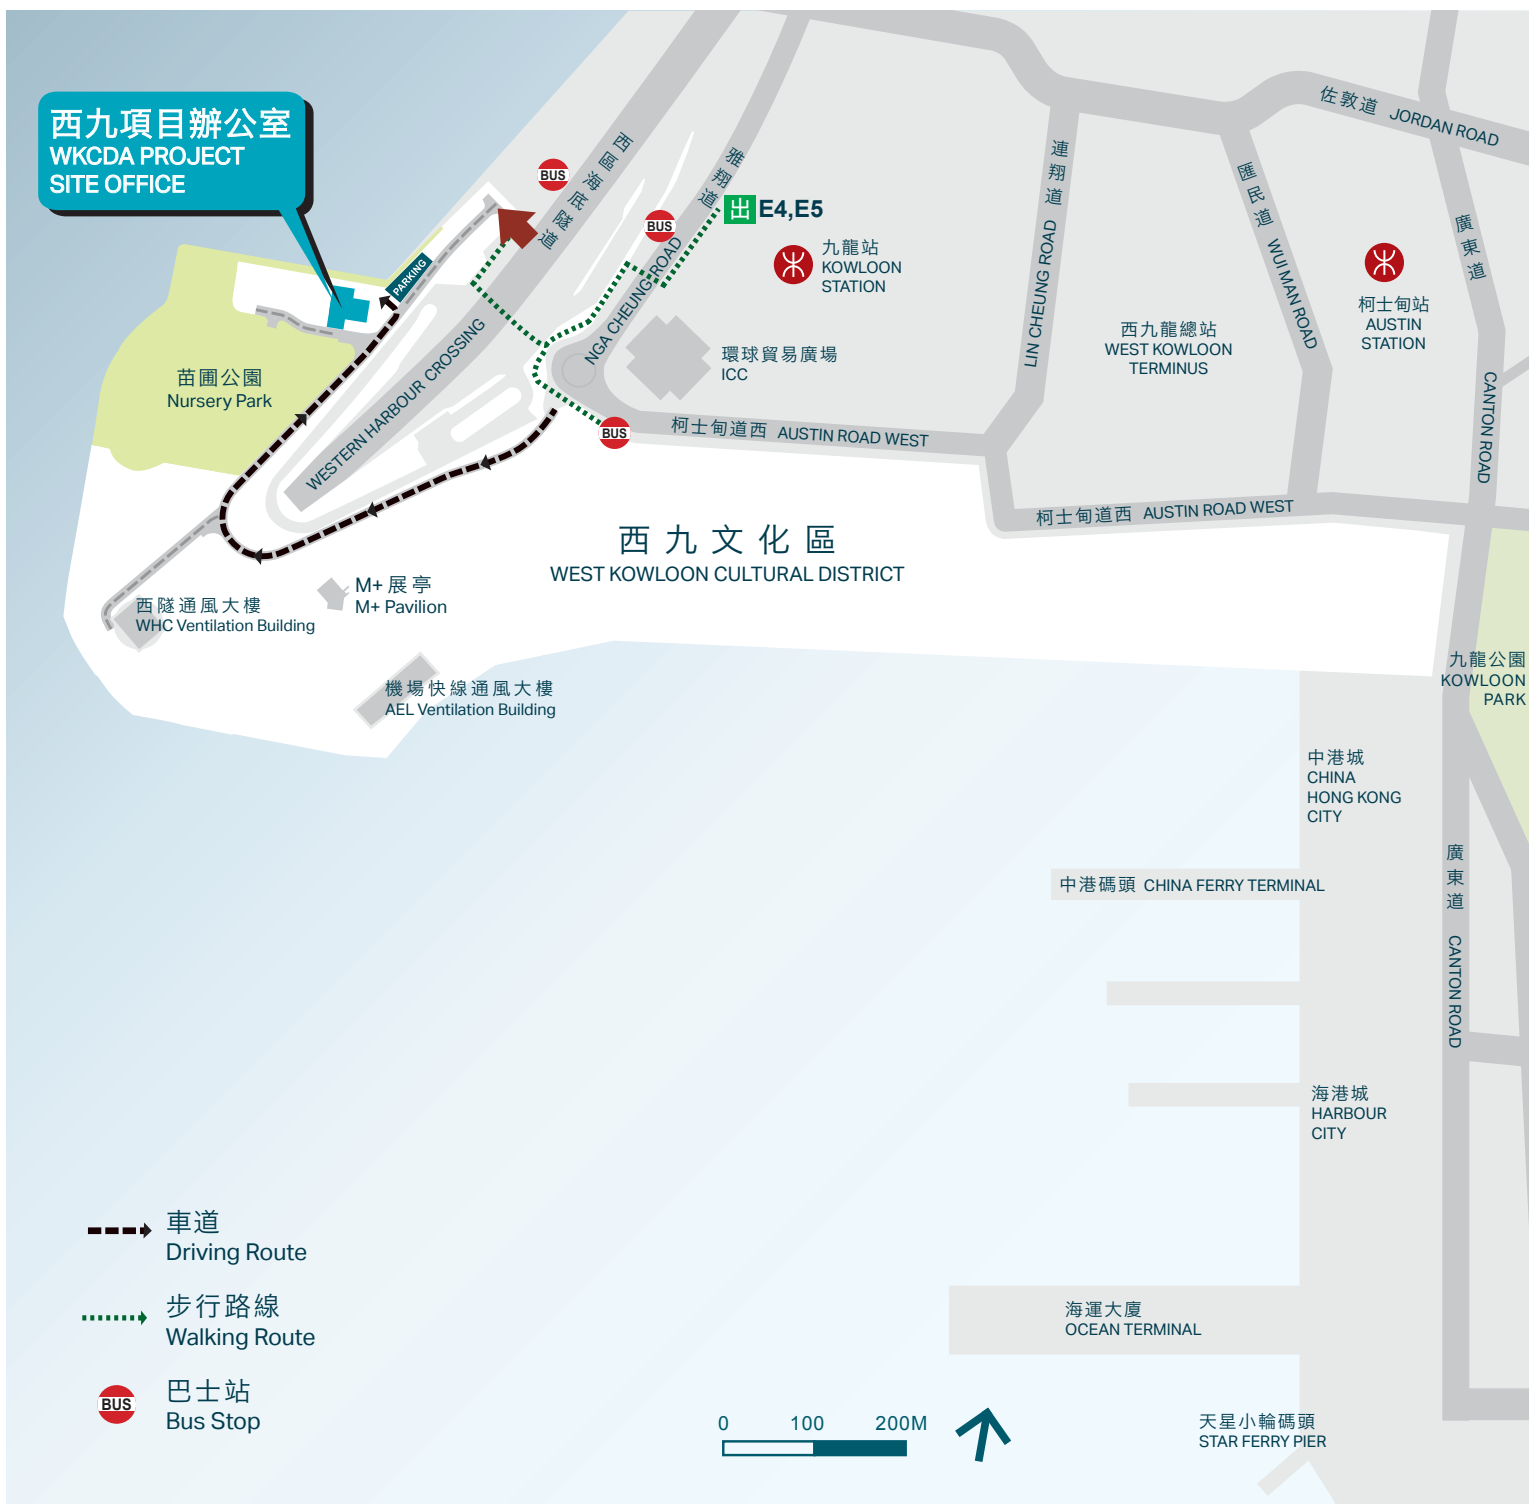 西九項目辦公室
WKCDA PROJECT
SITE OFFICE
佐敦道 JORDAN ROAD
西區海底隧道
BUS
雅翔道
連翔道
匯民道
廣東道
出 E4,E5
BUS
九龍站
KOWLOON
STATION
LIN CHEUNG ROAD
WUI MAN ROAD
柯士甸站
AUSTIN
STATION
PARKING
NGA CHEUNG ROAD
西九龍總站
WEST KOWLOON
TERMINUS
環球貿易廣場
ICC
苗圃公園
Nursery Park
WESTERN HARBOUR CROSSING
CANTON ROAD
BUS
柯士甸道西 AUSTIN ROAD WEST
柯士甸道西 AUSTIN ROAD WEST
西九文化區
WEST KOWLOON CULTURAL DISTRICT
M+ 展亭
M+ Pavilion
西隧通風大樓
WHC Ventilation Building
機場快線通風大樓
AEL Ventilation Building
九龍公園
KOWLOON
PARK
中港城
CHINA
HONG KONG
CITY
廣東道 CANTON ROAD
中港碼頭 CHINA FERRY TERMINAL
海港城
HARBOUR
CITY
車道
Driving Route
步行路線
Walking Route
海運大廈
OCEAN TERMINAL
BUS
巴士站
Bus Stop
0 100 200M
天星小輪碼頭
STAR FERRY PIER